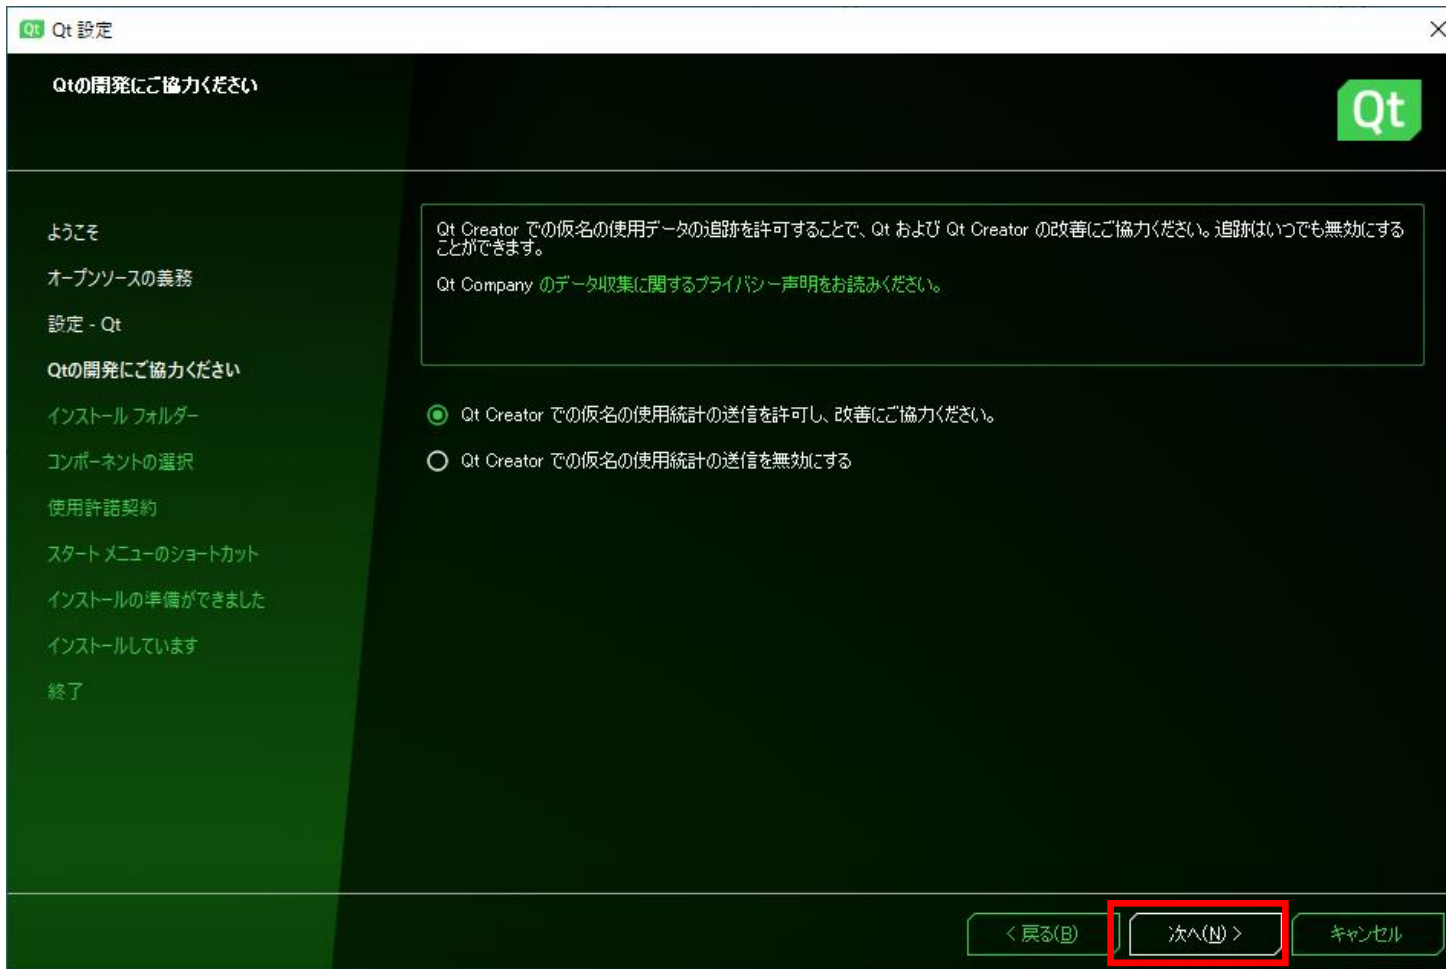 Qt Qt 設定
Qtの開発にご協力ください
Qt
ようこそ
オープンソースの義務
設定 - Qt
Qtの開発にご協力ください
インストール フォルダー
コンポーネントの選択
使用許諾契約
スタート メニューのショートカット
インストールの準備ができました
インストールしています
終了
Qt Creator での仮名の使用データの追跡を許可することで、Qt および Qt Creator の改善にご協力ください。追跡はいつでも無効にする
ことができます。
Qt Company のデータ収集に関するプライバシー声明をお読みください。
Qt Creator での仮名の使用統計の送信を許可し、改善にご協力ください。
Qt Creator での仮名の使用統計の送信を無効にする
< 戻る(B)
次へ(N) >
キャンセル